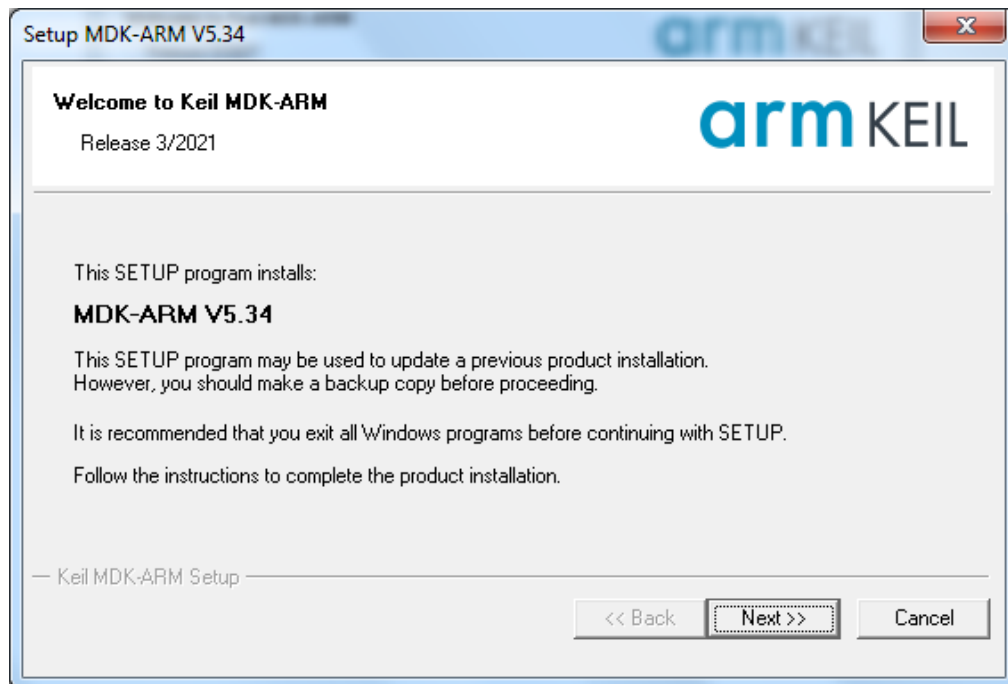 Setup MDK-ARM V5.34
Welcome to Keil MDK-ARM
Release 3/2021
arm KEIL
This SETUP program installs:
MDK-ARM V5.34
This SETUP program may be used to update a previous product installation.
However, you should make a backup copy before proceeding.
It is recommended that you exit all Windows programs before continuing with SETUP.
Follow the instructions to complete the product installation.
Keil MDK-ARM Setup
<< Back Next >> Cancel